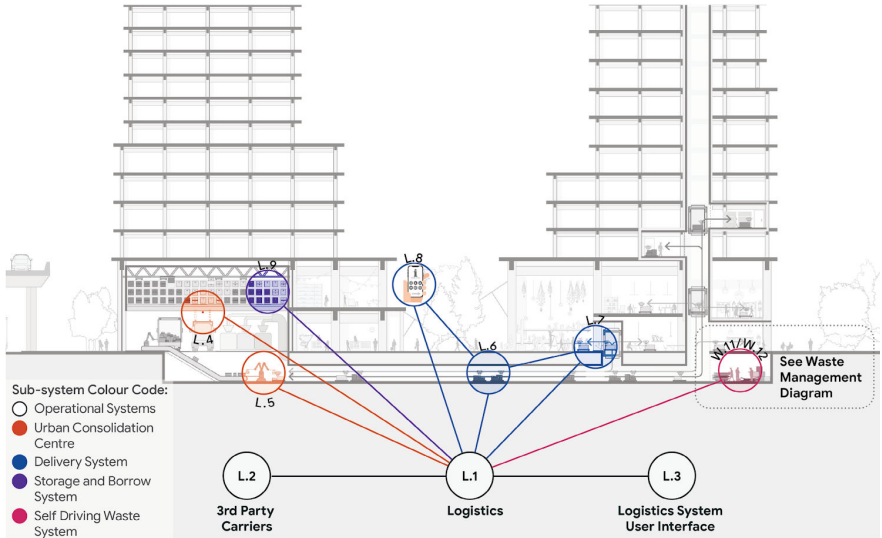 L.9
L.8
L.4
L.7
L.6
L.5
W.11/W.12
See Waste
Management
Diagram
Sub-system Colour Code:
Operational Systems
Urban Consolidation
Centre
Delivery System
Storage and Borrow
System
Self Driving Waste
System
L.2
3rd Party
Carriers
L.1
Logistics
L.3
Logistics System
User Interface